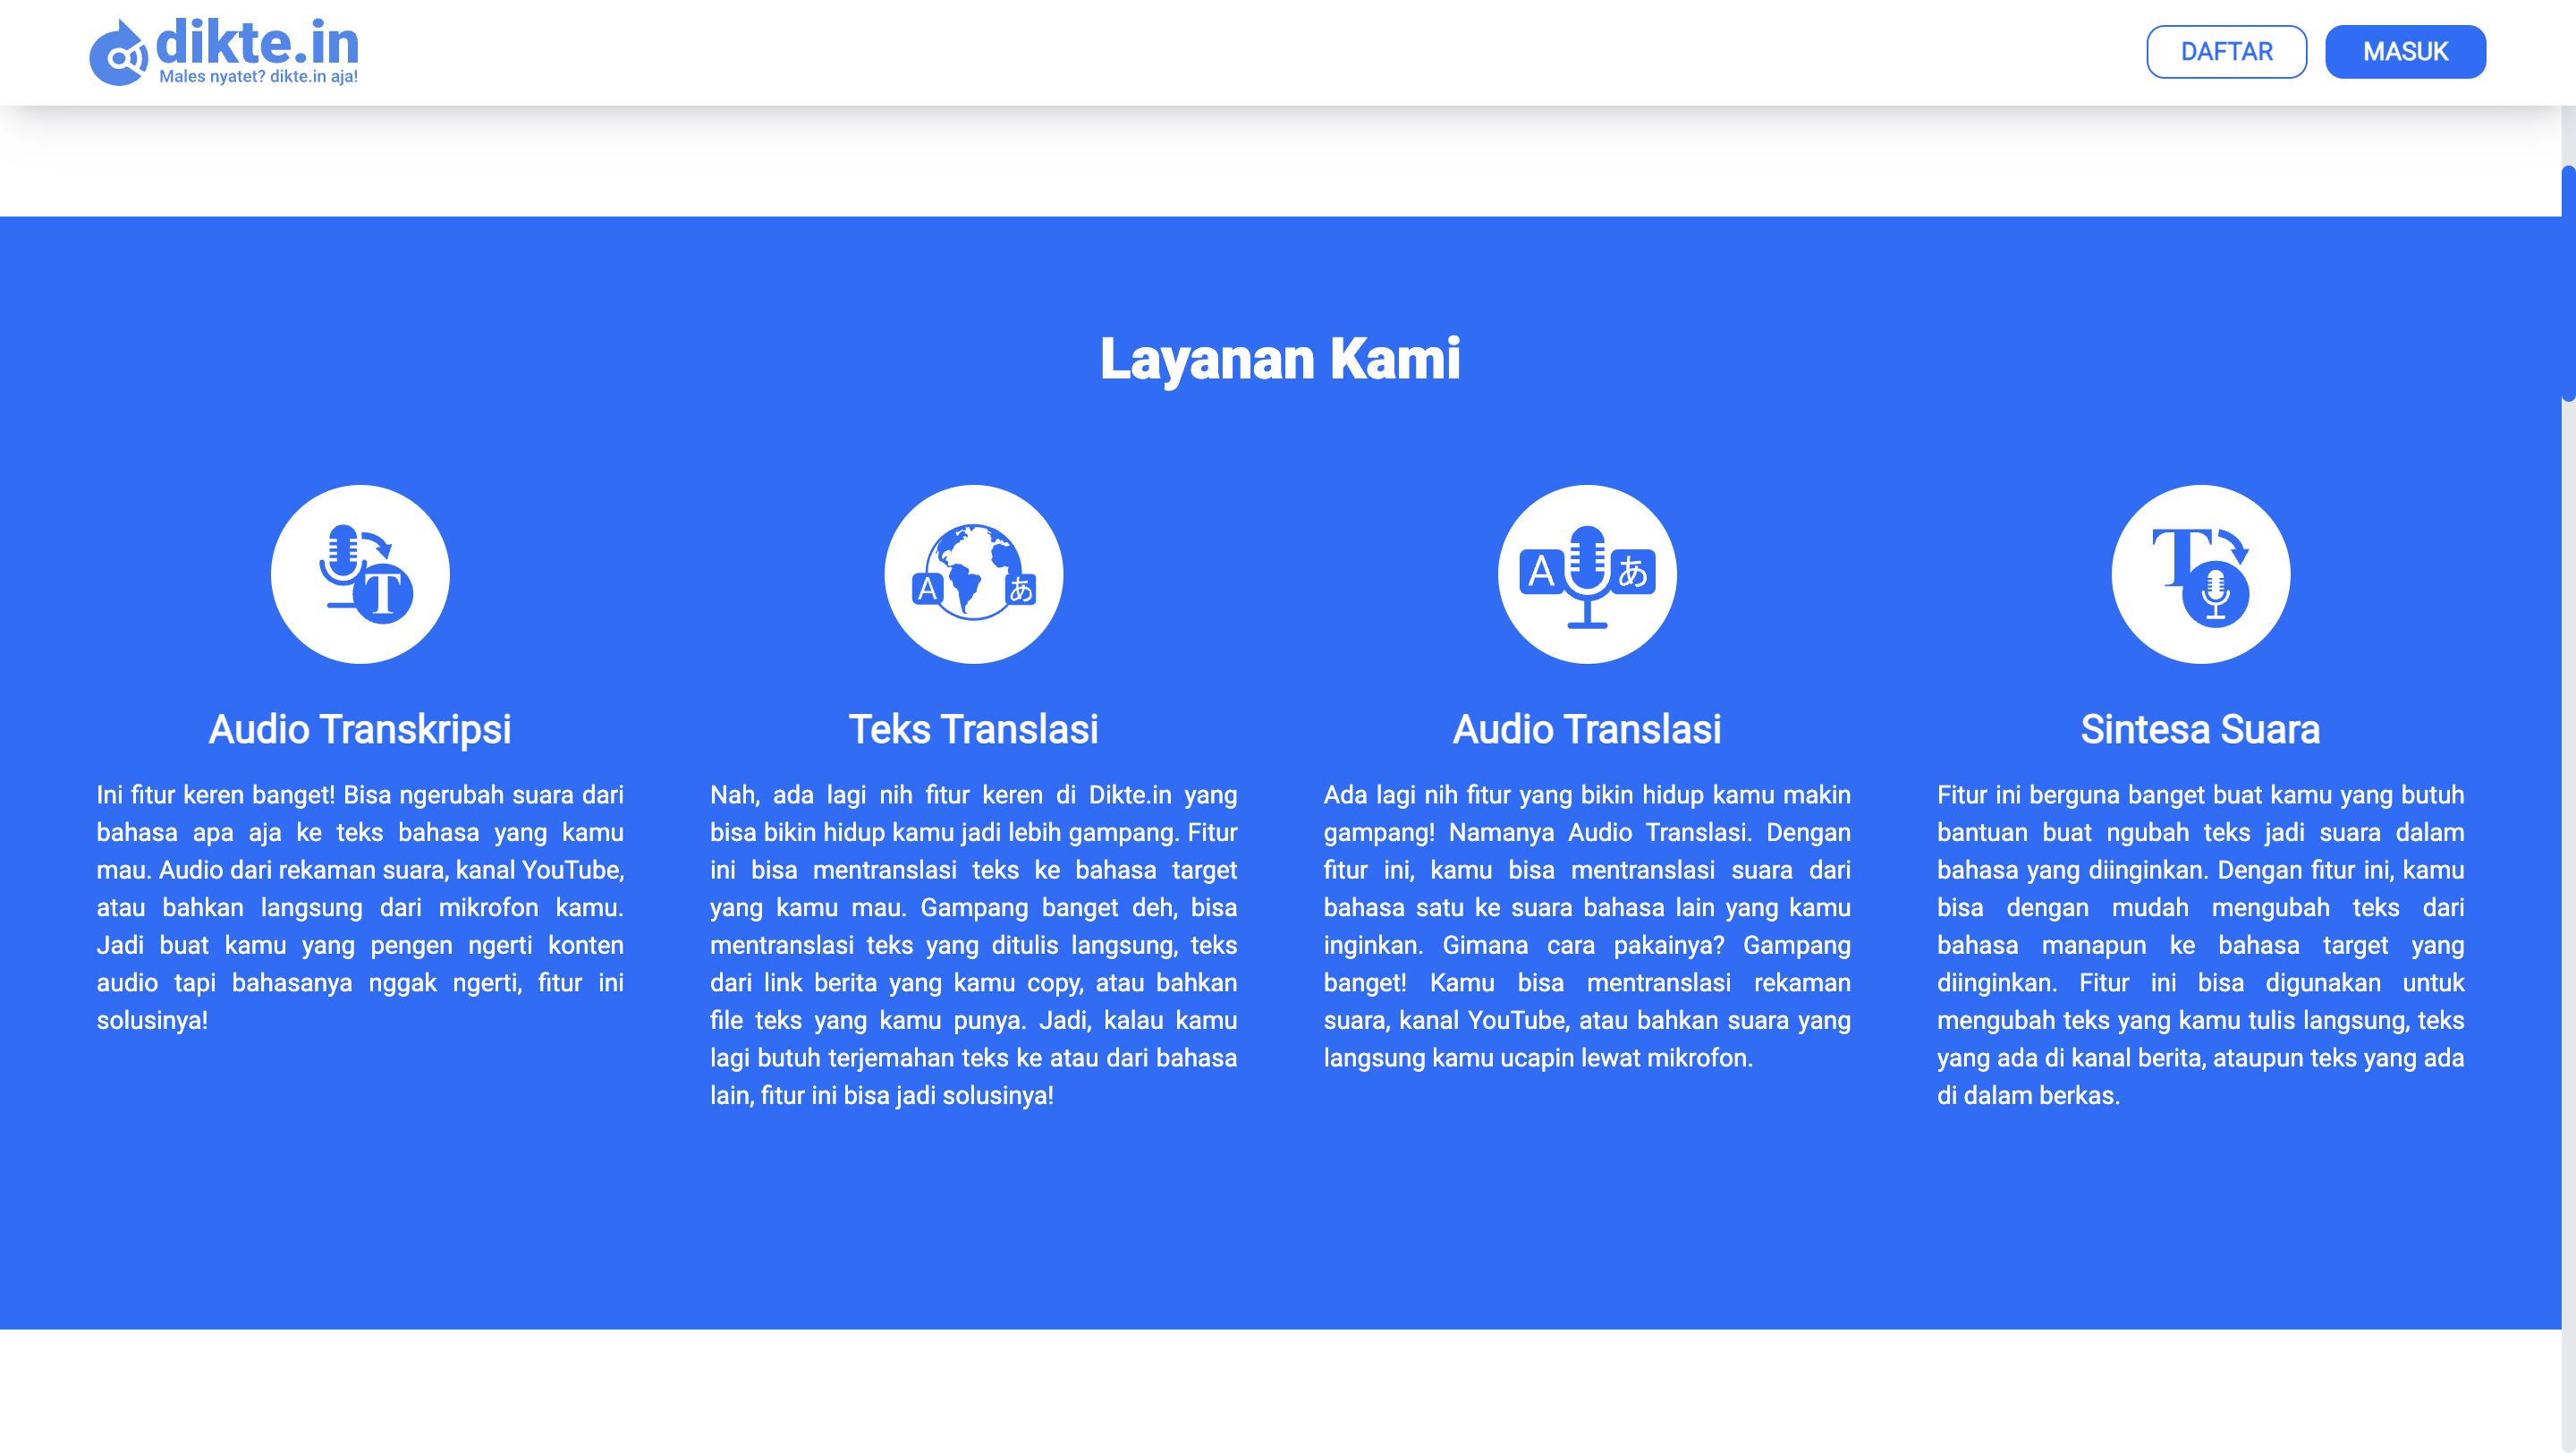 dikte.in
Males nyatet? dikte.in aja!
DAFTAR
MASUK
Layanan Kami
T
Audio Transkripsi
Ini fitur keren banget! Bisa ngerubah suara dari
bahasa apa aja ke teks bahasa yang kamu
mau. Audio dari rekaman suara, kanal YouTube,
atau bahkan langsung dari mikrofon kamu.
Jadi buat kamu yang pengen ngerti konten
audio tapi bahasanya nggak ngerti, fitur ini
solusinya!
A あ
Teks Translasi
Nah, ada lagi nih fitur keren di Dikte.in yang
bisa bikin hidup kamu jadi lebih gampang. Fitur
ini bisa mentranslasi teks ke bahasa target
yang kamu mau. Gampang banget deh, bisa
mentranslasi teks yang ditulis langsung, teks
dari link berita yang kamu copy, atau bahkan
file teks yang kamu punya. Jadi, kalau kamu
lagi butuh terjemahan teks ke atau dari bahasa
lain, fitur ini bisa jadi solusinya!
A あ
Audio Translasi
Ada lagi nih fitur yang bikin hidup kamu makin
gampang! Namanya Audio Translasi. Dengan
fitur ini, kamu bisa mentranslasi suara dari
bahasa satu ke suara bahasa lain yang kamu
inginkan. Gimana cara pakainya? Gampang
banget! Kamu bisa mentranslasi rekaman
suara, kanal YouTube, atau bahkan suara yang
langsung kamu ucapin lewat mikrofon.
T
Sintesa Suara
Fitur ini berguna banget buat kamu yang butuh
bantuan buat ngubah teks jadi suara dalam
bahasa yang diinginkan. Dengan fitur ini, kamu
bisa dengan mudah mengubah teks dari
bahasa manapun ke bahasa target yang
diinginkan. Fitur ini bisa digunakan untuk
mengubah teks yang kamu tulis langsung, teks
yang ada di kanal berita, ataupun teks yang ada
di dalam berkas.